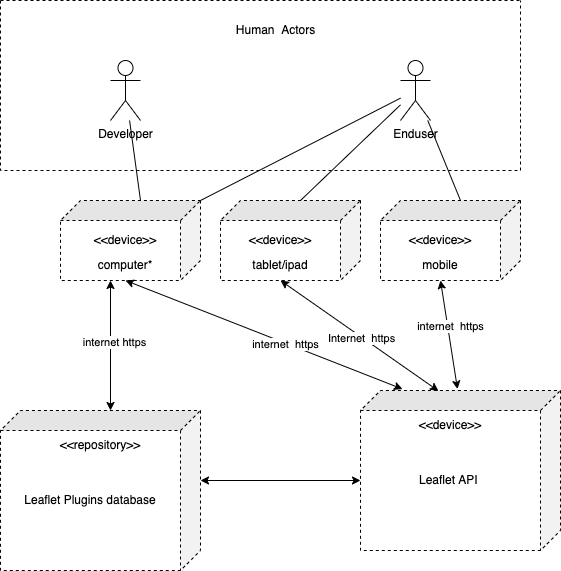 Human  Actors
Developer
Enduser
<<device>>
computer*
<<device>>
tablet/ipad
<<device>>
mobile
internet https
internet  https
Internet  https
internet  https
<<repository>>
Leaflet Plugins database
<<device>>
Leaflet API